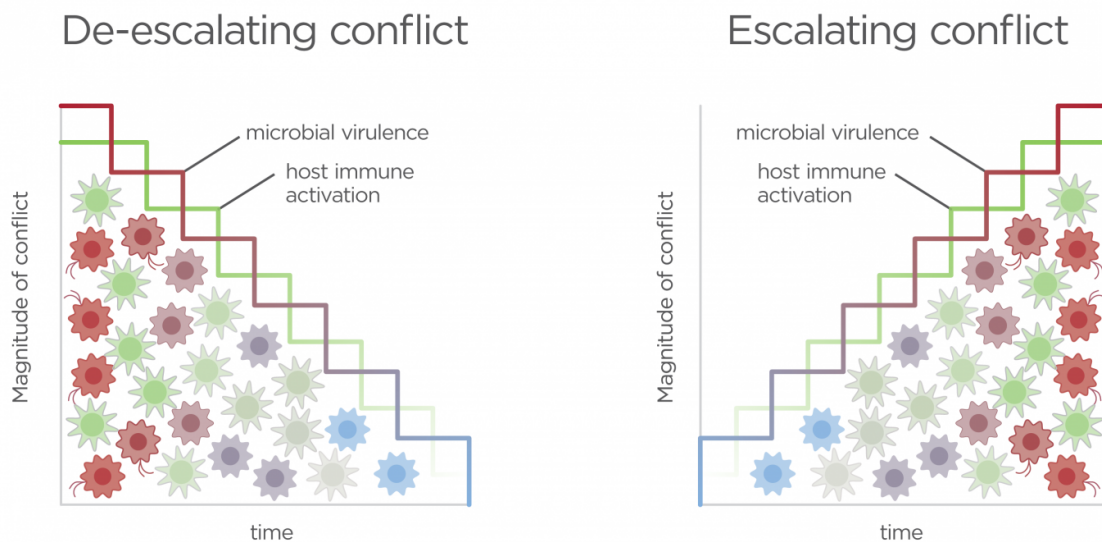 De-escalating conflict
microbial virulence
host immune
activation
Magnitude of conflict
time
Escalating conflict
microbial virulence
host immune
activation
Magnitude of conflict
time